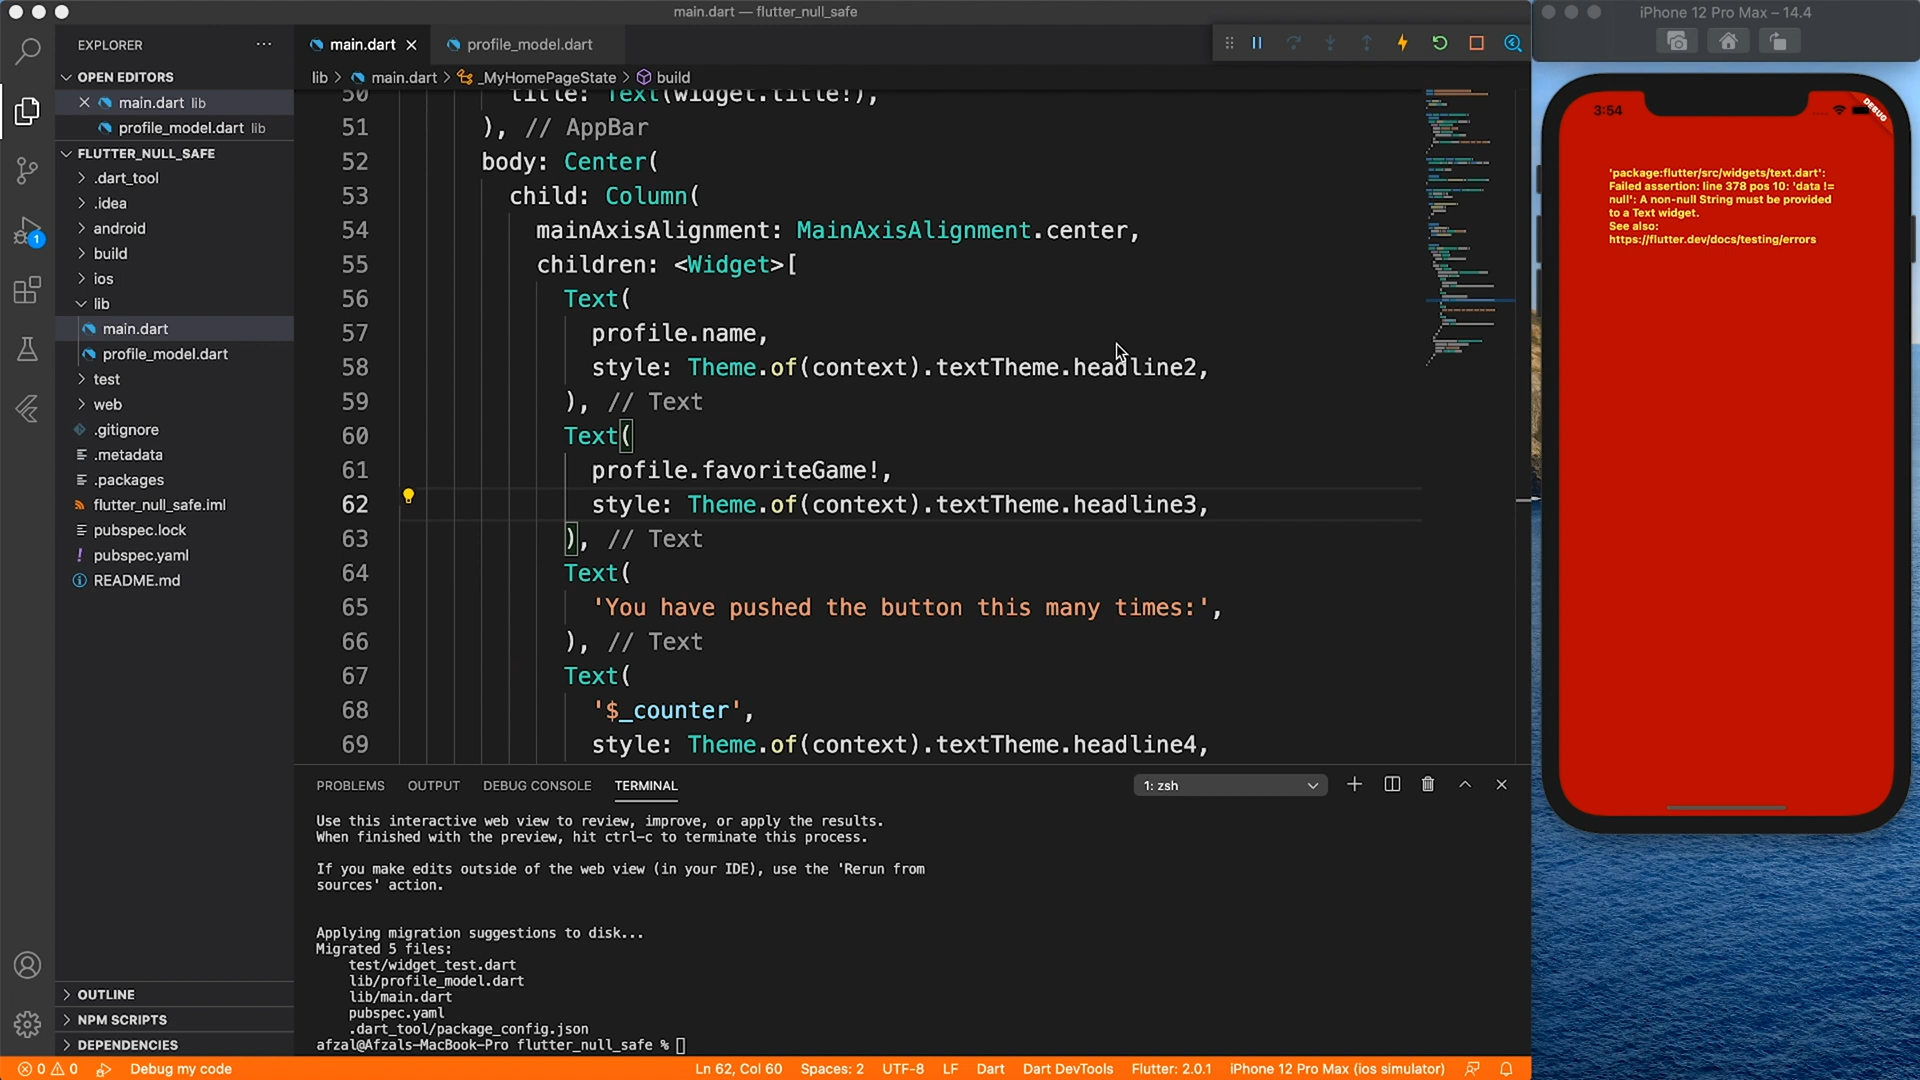 main.dart — flutter_null_safe
iPhone 12 Pro Max – 14.4
EXPLORER
OPEN EDITORS
main.dart lib
profile_model.dart lib
FLUTTER_NULL_SAFE
.dart_tool
.idea
android
build
ios
lib
main.dart
profile_model.dart
test
web
.gitignore
.metadata
.packages
flutter_null_safe.iml
pubspec.lock
pubspec.yaml
README.md
OUTLINE
NPM SCRIPTS
DEPENDENCIES
1
main.dart
profile_model.dart
lib > main.dart > _MyHomePageState > build
50 title: Text(widget.title!),
51 ), // AppBar
52 body: Center(
53 child: Column(
54 mainAxisAlignment: MainAxisAlignment.center,
55 children: <Widget>[
56 Text(
57 profile.name,
58 style: Theme.of(context).textTheme.headline2,
59 ), // Text
60 Text(
61 profile.favoriteGame!,
62 style: Theme.of(context).textTheme.headline3,
63 ), // Text
64 Text(
65 'You have pushed the button this many times:',
66 ), // Text
67 Text(
68 '$_counter',
69 style: Theme.of(context).textTheme.headline4,
PROBLEMS OUTPUT DEBUG CONSOLE TERMINAL
1: zsh
Use this interactive web view to review, improve, or apply the results.
When finished with the preview, hit ctrl-c to terminate this process.
If you make edits outside of the web view (in your IDE), use the 'Rerun from
sources' action.
Applying migration suggestions to disk...
Migrated 5 files:
test/widget_test.dart
lib/profile_model.dart
lib/main.dart
pubspec.yaml
.dart_tool/package_config.json
afzal@Afzals-MacBook-Pro flutter_null_safe %
3:54
DEBUG
'package:flutter/src/widgets/text.dart':
Failed assertion: line 378 pos 10: 'data !=
null': A non-null String must be provided
to a Text widget.
See also:
https://flutter.dev/docs/testing/errors
0 0 Debug my code
Ln 62, Col 60 Spaces: 2 UTF-8 LF Dart Dart DevTools Flutter: 2.0.1 iPhone 12 Pro Max (ios simulator)